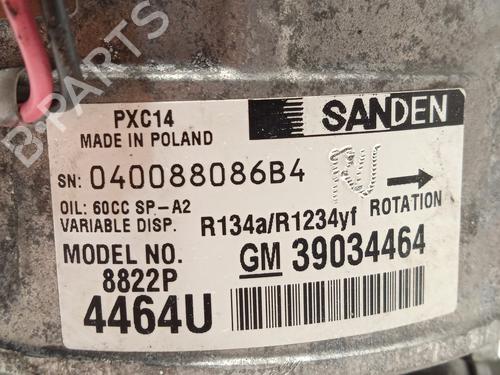 PXC14
SANDEN
MADE IN POLAND
SN: 040088086B4
OIL: 60CC SP-A2
VARIABLE DISP.
R134a/R1234yf
ROTATION
MODEL NO.
8822P
GM 39034464
4464U
B-PARTS